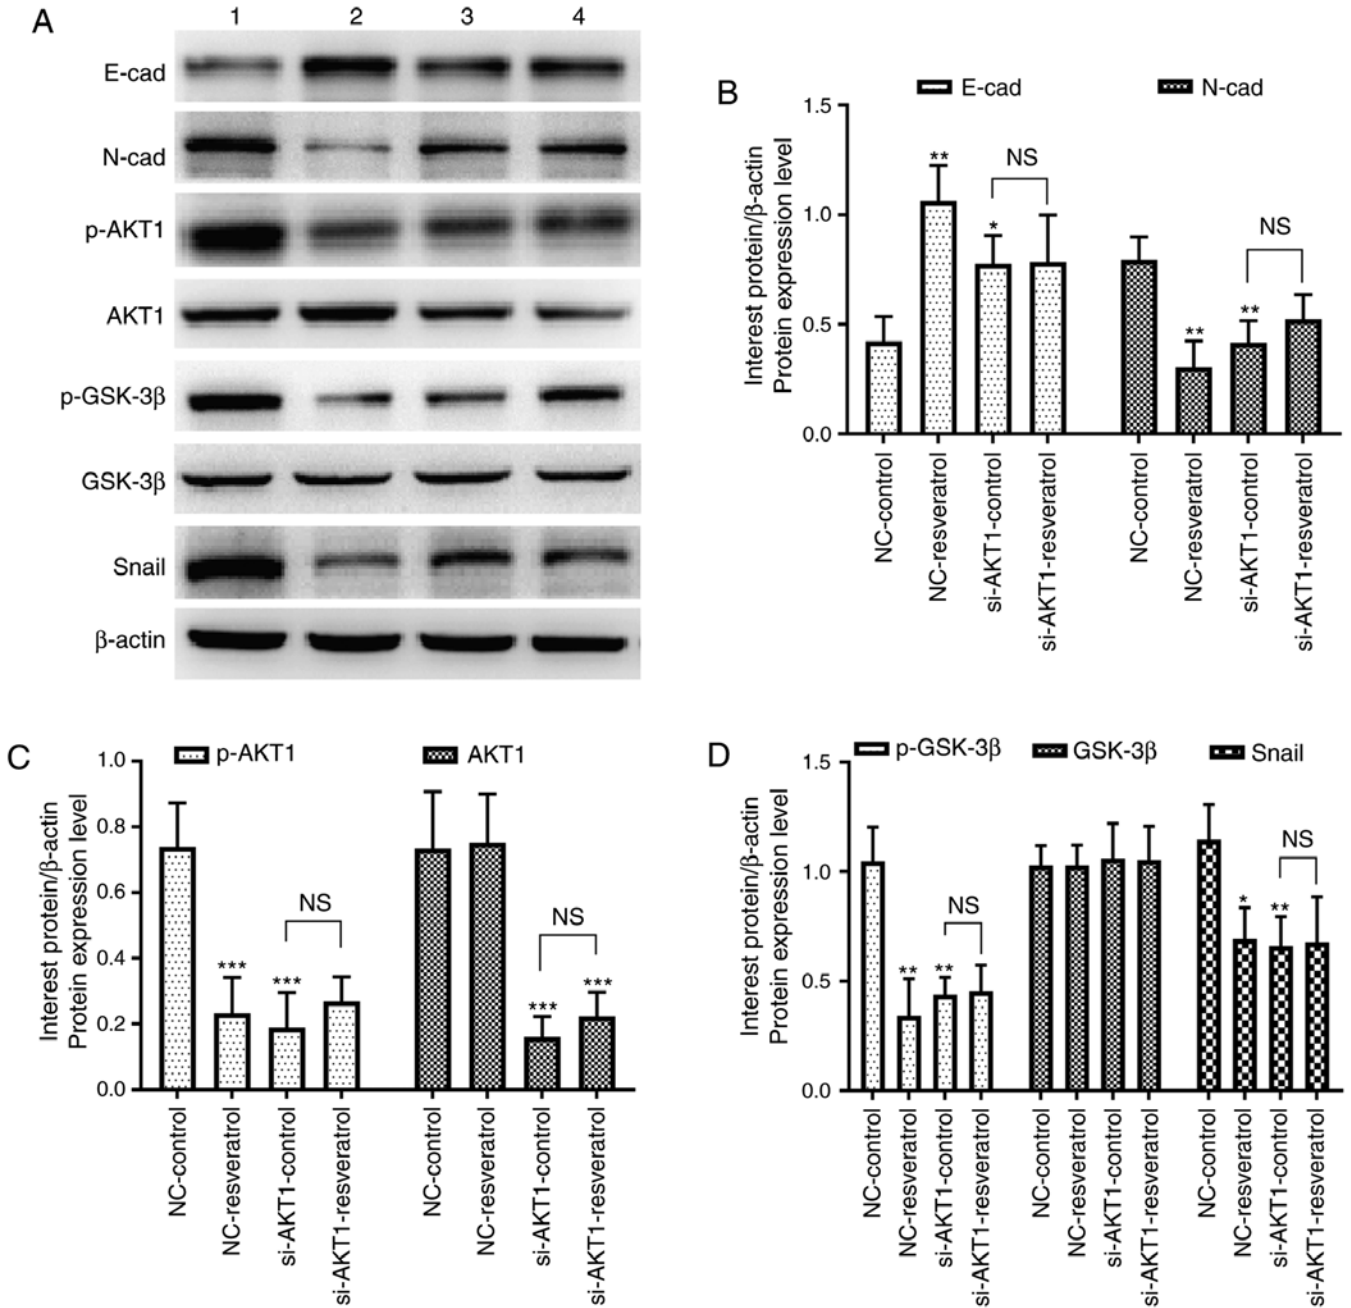 A
1 2 3 4
E-cad
N-cad
p-AKT1
AKT1
p-GSK-3β
GSK-3β
Snail
β-actin
B
E-cad N-cad
Interest protein/β-actin
Protein expression level
1.5
1.0
0.5
0.0
** * NS
** ** NS
NC-control
NC-resveratrol
si-AKT1-control
si-AKT1-resveratrol
NC-control
NC-resveratrol
si-AKT1-control
si-AKT1-resveratrol
C
p-AKT1 AKT1
Interest protein/β-actin
Protein expression level
1.0
0.8
0.6
0.4
0.2
0.0
*** *** NS
*** *** NS
NC-control
NC-resveratrol
si-AKT1-control
si-AKT1-resveratrol
NC-control
NC-resveratrol
si-AKT1-control
si-AKT1-resveratrol
D
p-GSK-3β GSK-3β Snail
Interest protein/β-actin
Protein expression level
1.5
1.0
0.5
0.0
** ** NS
* ** NS
NC-control
NC-resveratrol
si-AKT1-control
si-AKT1-resveratrol
NC-control
NC-resveratrol
si-AKT1-control
si-AKT1-resveratrol
NC-control
NC-resveratrol
si-AKT1-control
si-AKT1-resveratrol